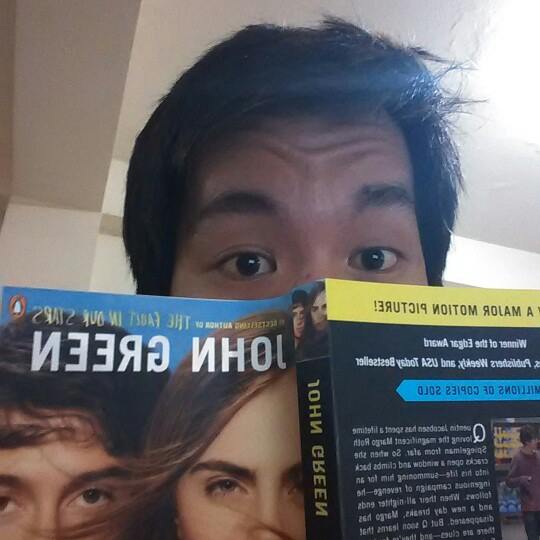 BESTSELLING AUTHOR OF THE FAULT IN OUR STARS
JOHN GREEN
JOHN GREEN
A MAJOR MOTION PICTURE!
Winner of the Edgar Award
Publishers Weekly, and USA Today Bestseller
MILLIONS OF COPIES SOLD
Quentin Jacobsen has spent a lifetime
loving the magnificent Margo Roth
Spiegelman from afar. So when she
cracks open a window and climbs back
into his life—summoning him for an
ingenious campaign of revenge—he
follows. When their all-nighter ends
and a new day breaks, Margo has
disappeared. But Q soon learns that
there are clues—and they're